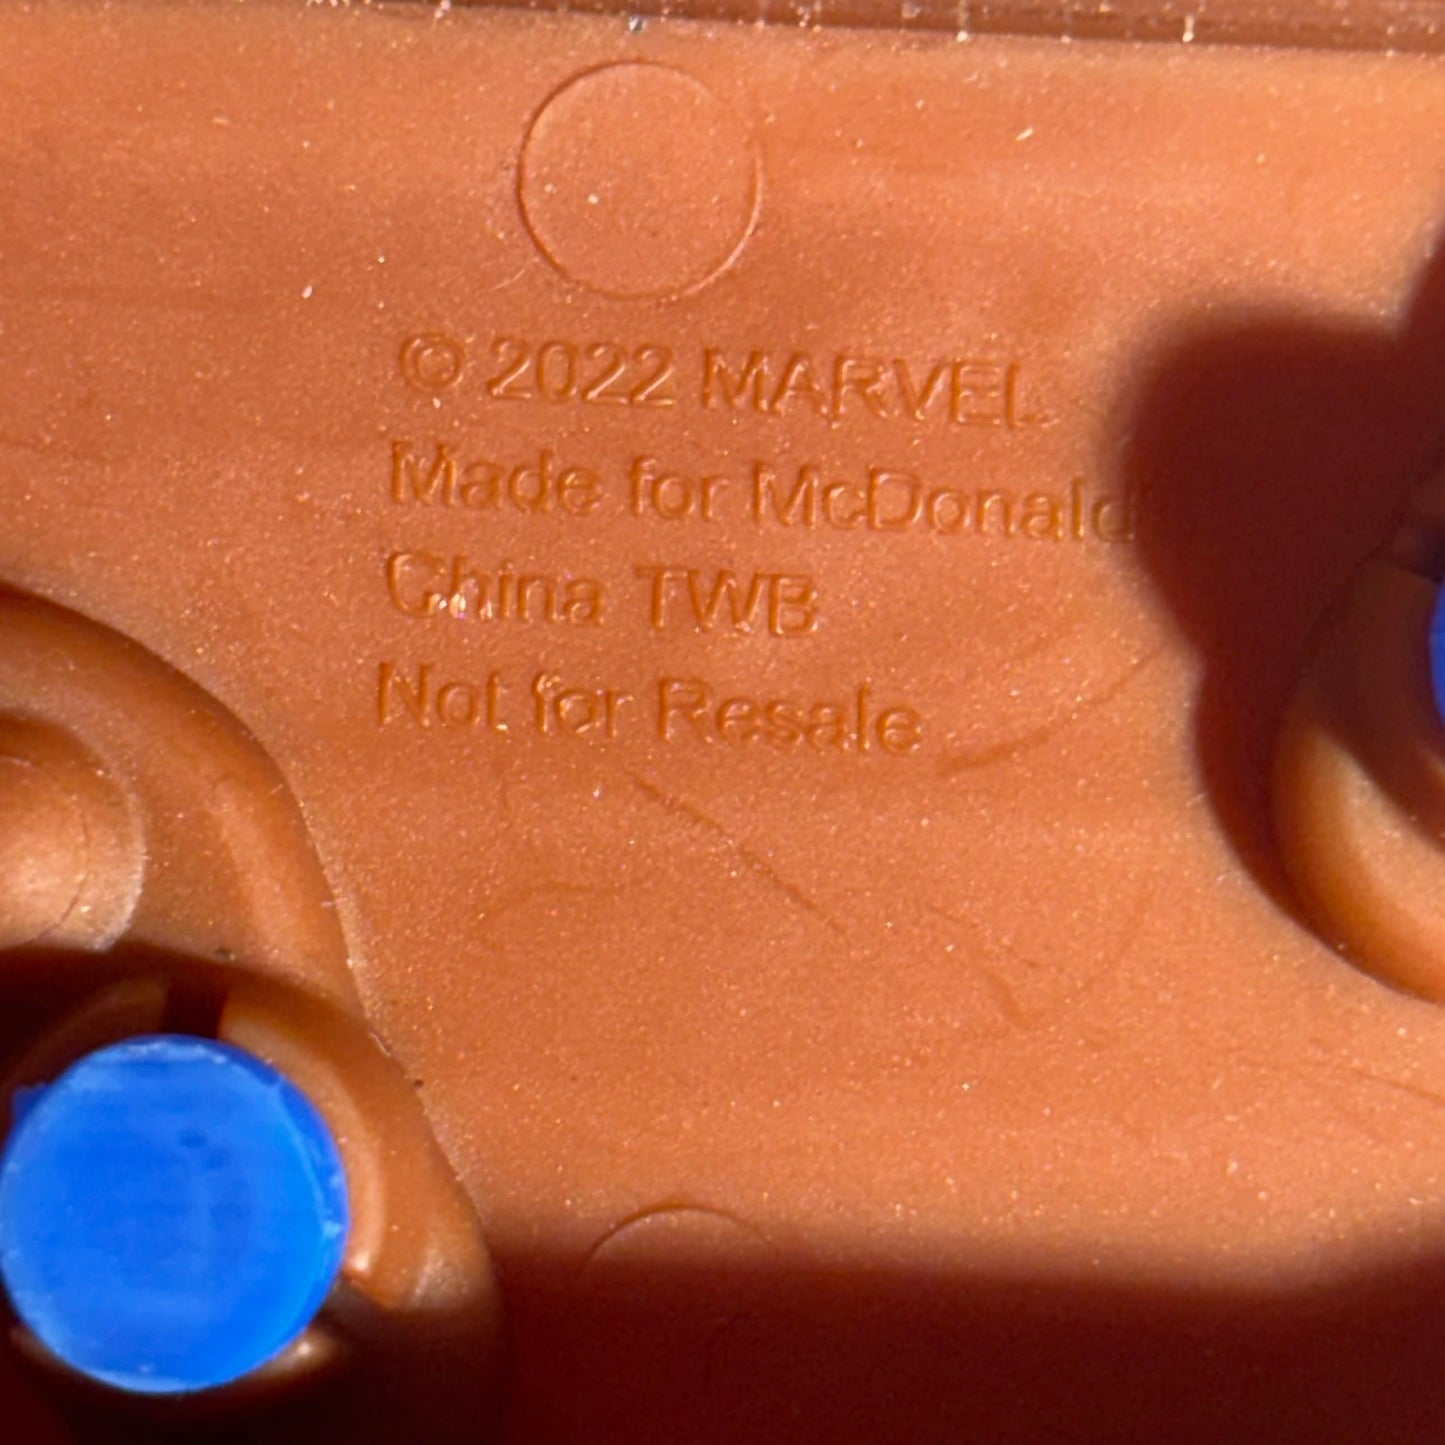 © 2022 MARVEL
Made for McDonald'
China TWB
Not for Resale